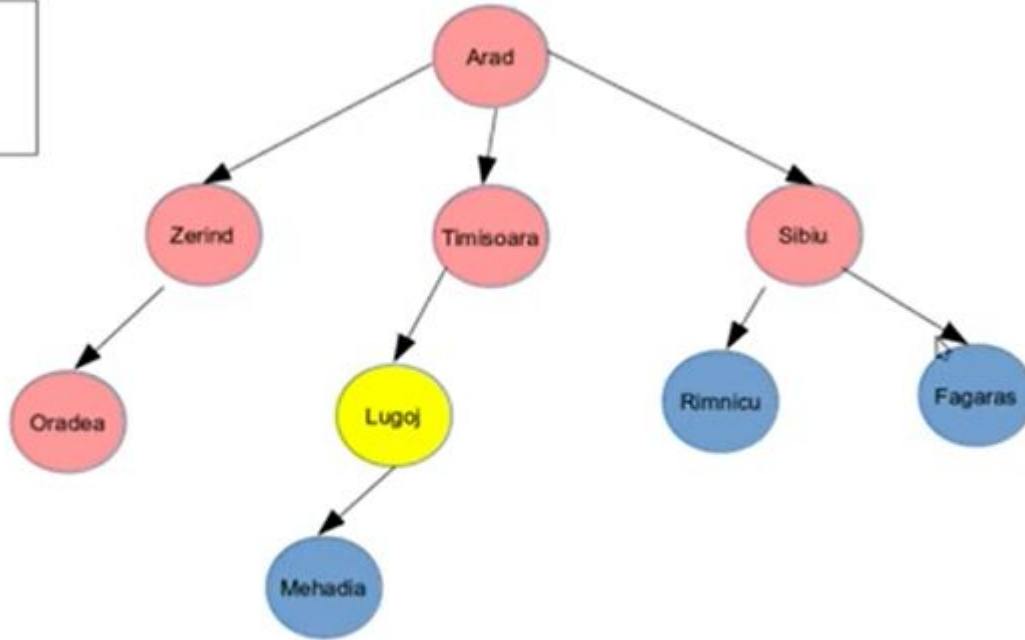 Arad
Zerind
Timisoara
Sibiu
Oradea
Lugoj
Rimnicu
Fagaras
Mehadia